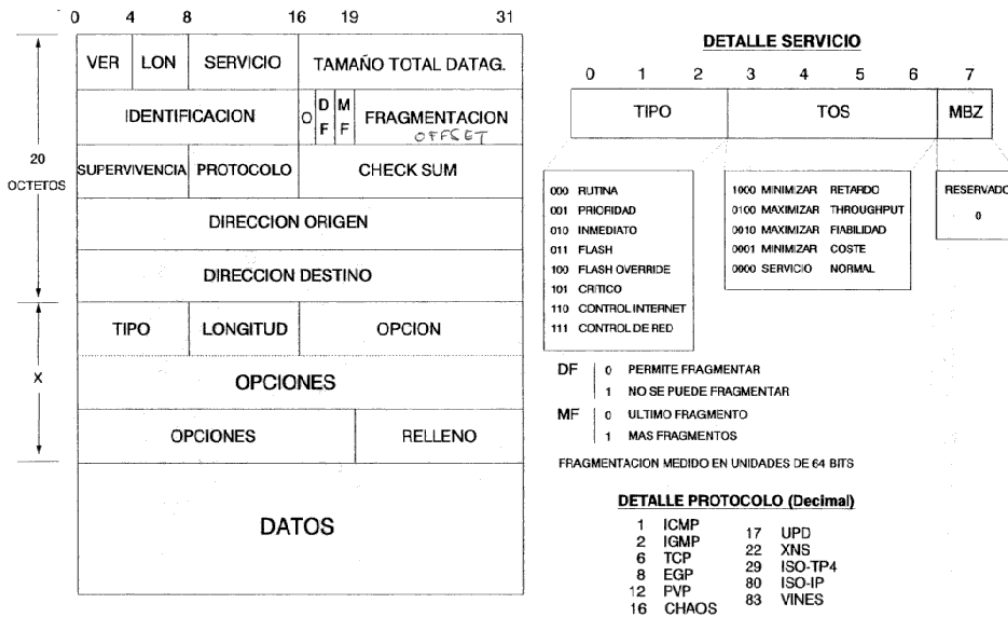 0 4 8 16 19 31
VER LON SERVICIO TAMAÑO TOTAL DATAG.
IDENTIFICACION O DF MF FRAGMENTACION
OFFSET
20
OCTETOS
SUPERVIVENCIA PROTOCOLO CHECK SUM
DIRECCION ORIGEN
DIRECCION DESTINO
X
TIPO LONGITUD OPCION
OPCIONES
OPCIONES RELLENO
DATOS
DETALLE SERVICIO
0 1 2 3 4 5 6 7
TIPO TOS MBZ
000 RUTINA
001 PRIORIDAD
010 INMEDIATO
011 FLASH
100 FLASH OVERRIDE
101 CRITICO
110 CONTROL INTERNET
111 CONTROL DE RED
1000 MINIMIZAR RETARDO
0100 MAXIMIZAR THROUGHPUT
0010 MAXIMIZAR FIABILIDAD
0001 MINIMIZAR COSTE
0000 SERVICIO NORMAL
RESERVADO
0
DF 0 PERMITE FRAGMENTAR
1 NO SE PUEDE FRAGMENTAR
MF 0 ULTIMO FRAGMENTO
1 MAS FRAGMENTOS
FRAGMENTACION MEDIDO EN UNIDADES DE 64 BITS
DETALLE PROTOCOLO (Decimal)
1 ICMP
2 IGMP
6 TCP
8 EGP
12 PVP
16 CHAOS
17 UPD
22 XNS
29 ISO-TP4
80 ISO-IP
83 VINES